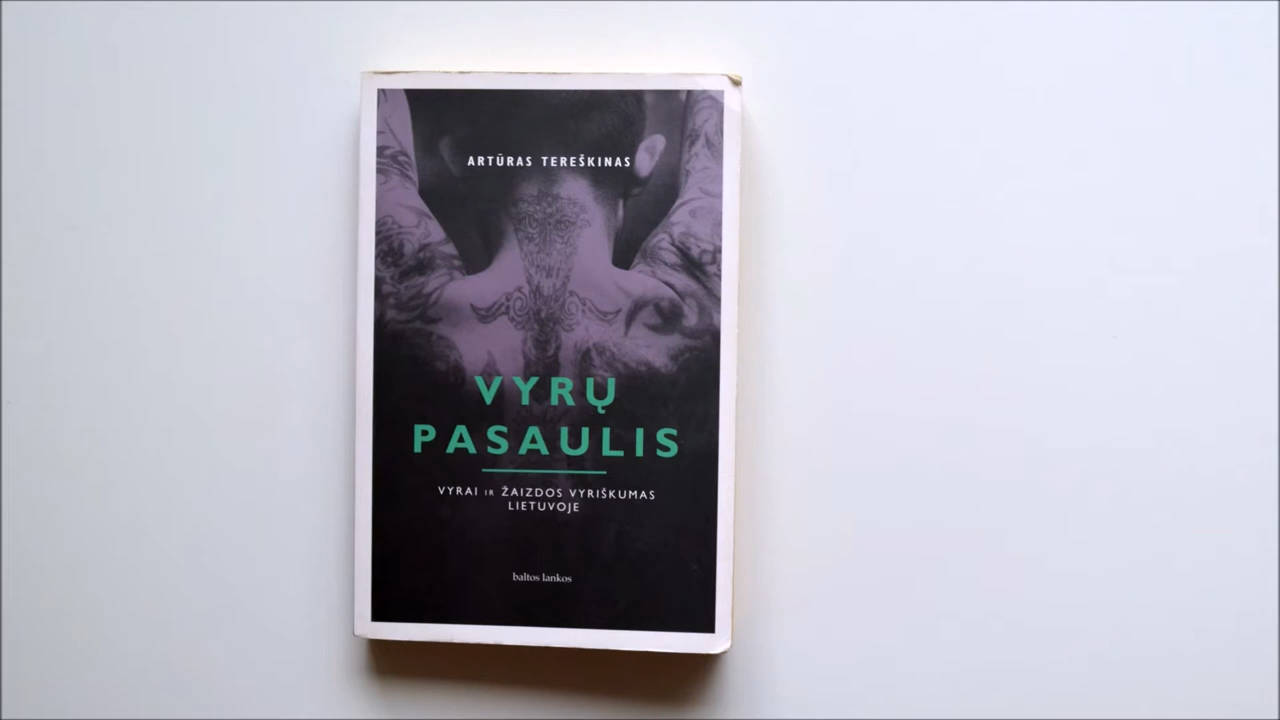 ARTŪRAS TEREŠKINAS
VYRŲ
PASAULIS
VYRAI IR ŽAIZDOS VYRIŠKUMAS
LIETUVOJE
baltos lankos